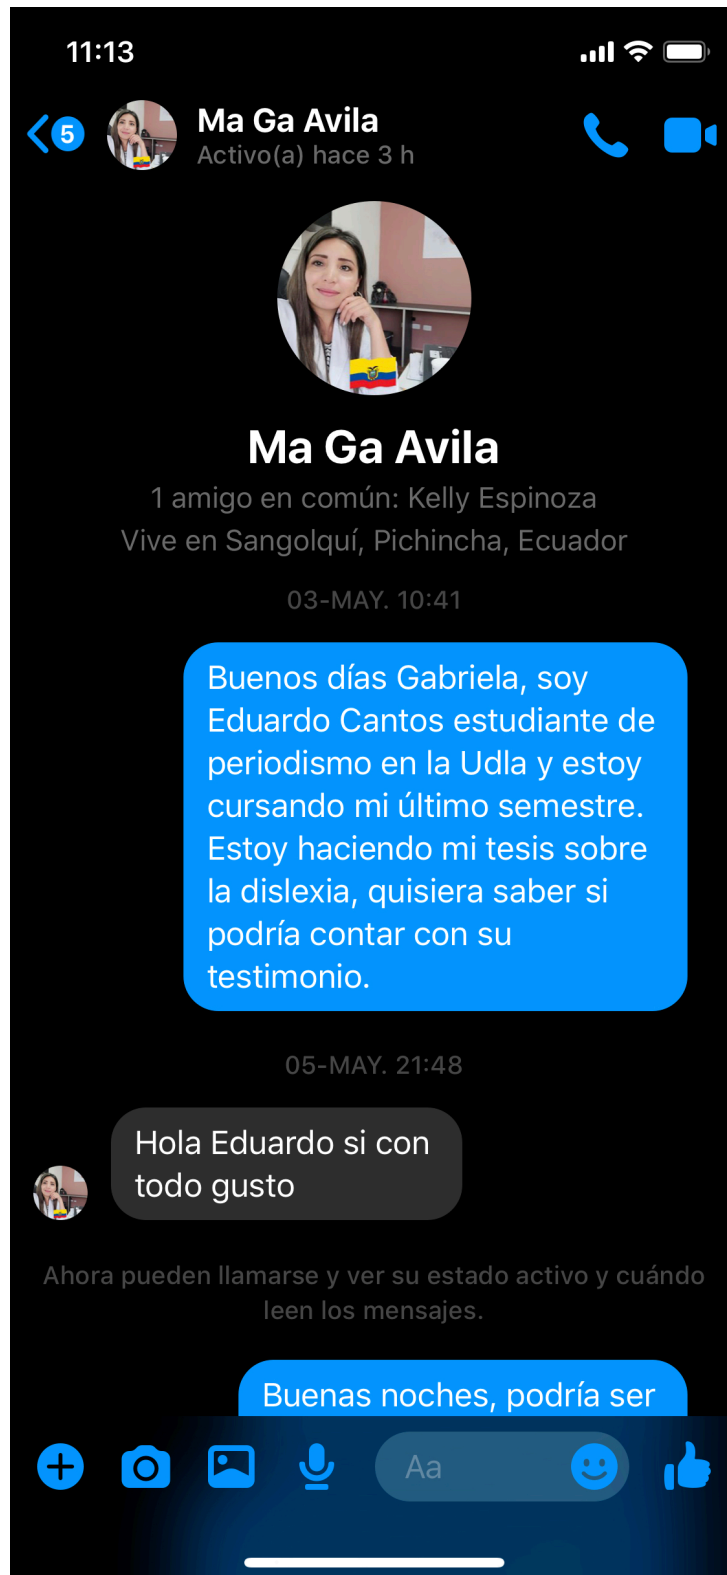 11:13
5
Ma Ga Avila
Activo(a) hace 3 h
Ma Ga Avila
1 amigo en común: Kelly Espinoza
Vive en Sangolquí, Pichincha, Ecuador
03-MAY. 10:41
Buenos días Gabriela, soy
Eduardo Cantos estudiante de
periodismo en la Udla y estoy
cursando mi último semestre.
Estoy haciendo mi tesis sobre
la dislexia, quisiera saber si
podría contar con su
testimonio.
05-MAY. 21:48
Hola Eduardo si con
todo gusto
Ahora pueden llamarse y ver su estado activo y cuándo
leen los mensajes.
Buenas noches, podría ser
Aa